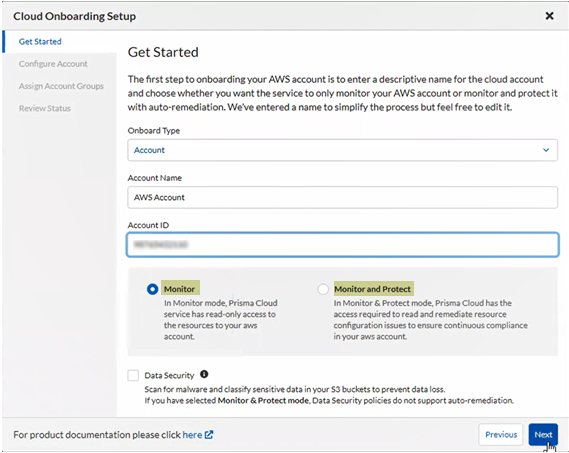 Cloud Onboarding Setup
Get Started
Configure Account
Assign Account Groups
Review Status
Get Started
The first step to onboarding your AWS account is to enter a descriptive name for the cloud account
and choose whether you want the service to only monitor your AWS account or monitor and protect it
with auto-remediation. We've entered a name to simplify the process but feel free to edit it.
Onboard Type
Account
Account Name
AWS Account
Account ID
Monitor
In Monitor mode, Prisma Cloud
service has read-only access to
the resources to your aws
account.
Monitor and Protect
In Monitor & Protect mode, Prisma Cloud has the
access required to read and remediate resource
configuration issues to ensure continuous compliance
in your aws account.
Data Security
Scan for malware and classify sensitive data in your S3 buckets to prevent data loss.
If you have selected Monitor & Protect mode, Data Security policies do not support auto-remediation.
For product documentation please click here
Previous
Next